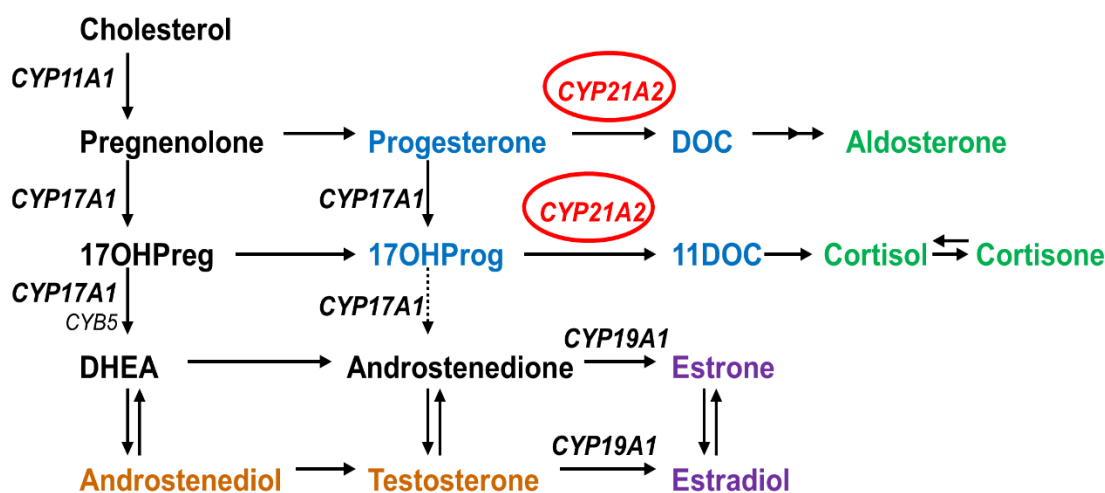 Cholesterol
CYP11A1
CYP21A2
Pregnenolone Progesterone DOC Aldosterone
CYP17A1 CYP17A1
CYP21A2
17OHPreg 17OHProg 11DOC Cortisol Cortisone
CYP17A1 CYP17A1
CYB5
CYP19A1
DHEA Androstenedione Estrone
CYP19A1
Androstenediol Testosterone Estradiol